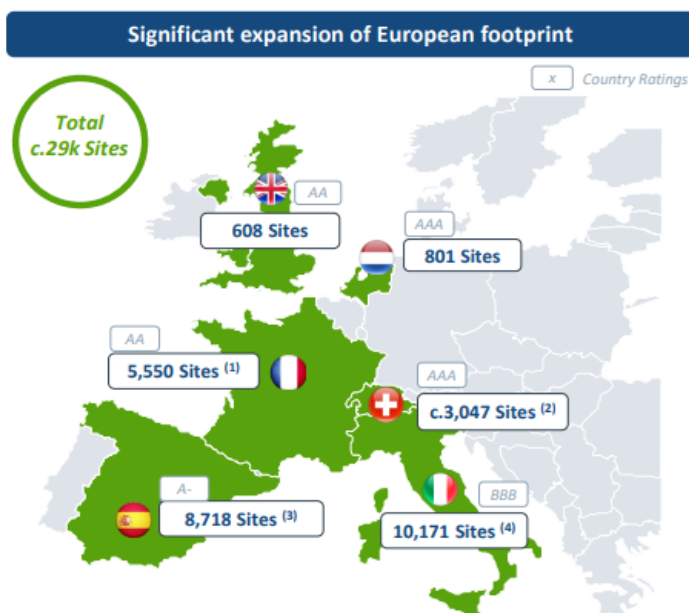 Significant expansion of European footprint
x Country Ratings
Total
c.29k Sites
AA
608 Sites
AAA
801 Sites
AA
5,550 Sites (1)
AAA
c.3,047 Sites (2)
A-
8,718 Sites (3)
BBB
10,171 Sites (4)